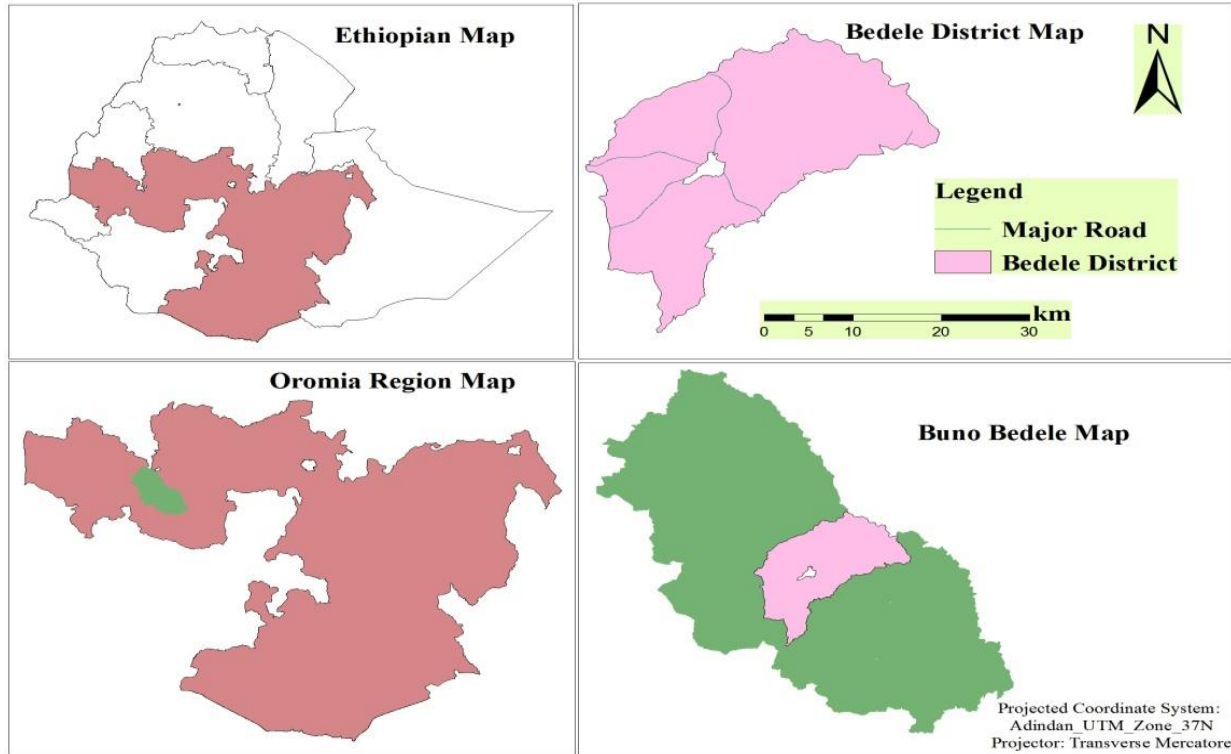 Ethiopian Map
Bedele District Map
N
Legend
Major Road
Bedele District
km
0 5 10 20 30
Oromia Region Map
Buno Bedele Map
Projected Coordinate System:
Adindan_UTM_Zone_37N
Projector: Transverse Mercatore